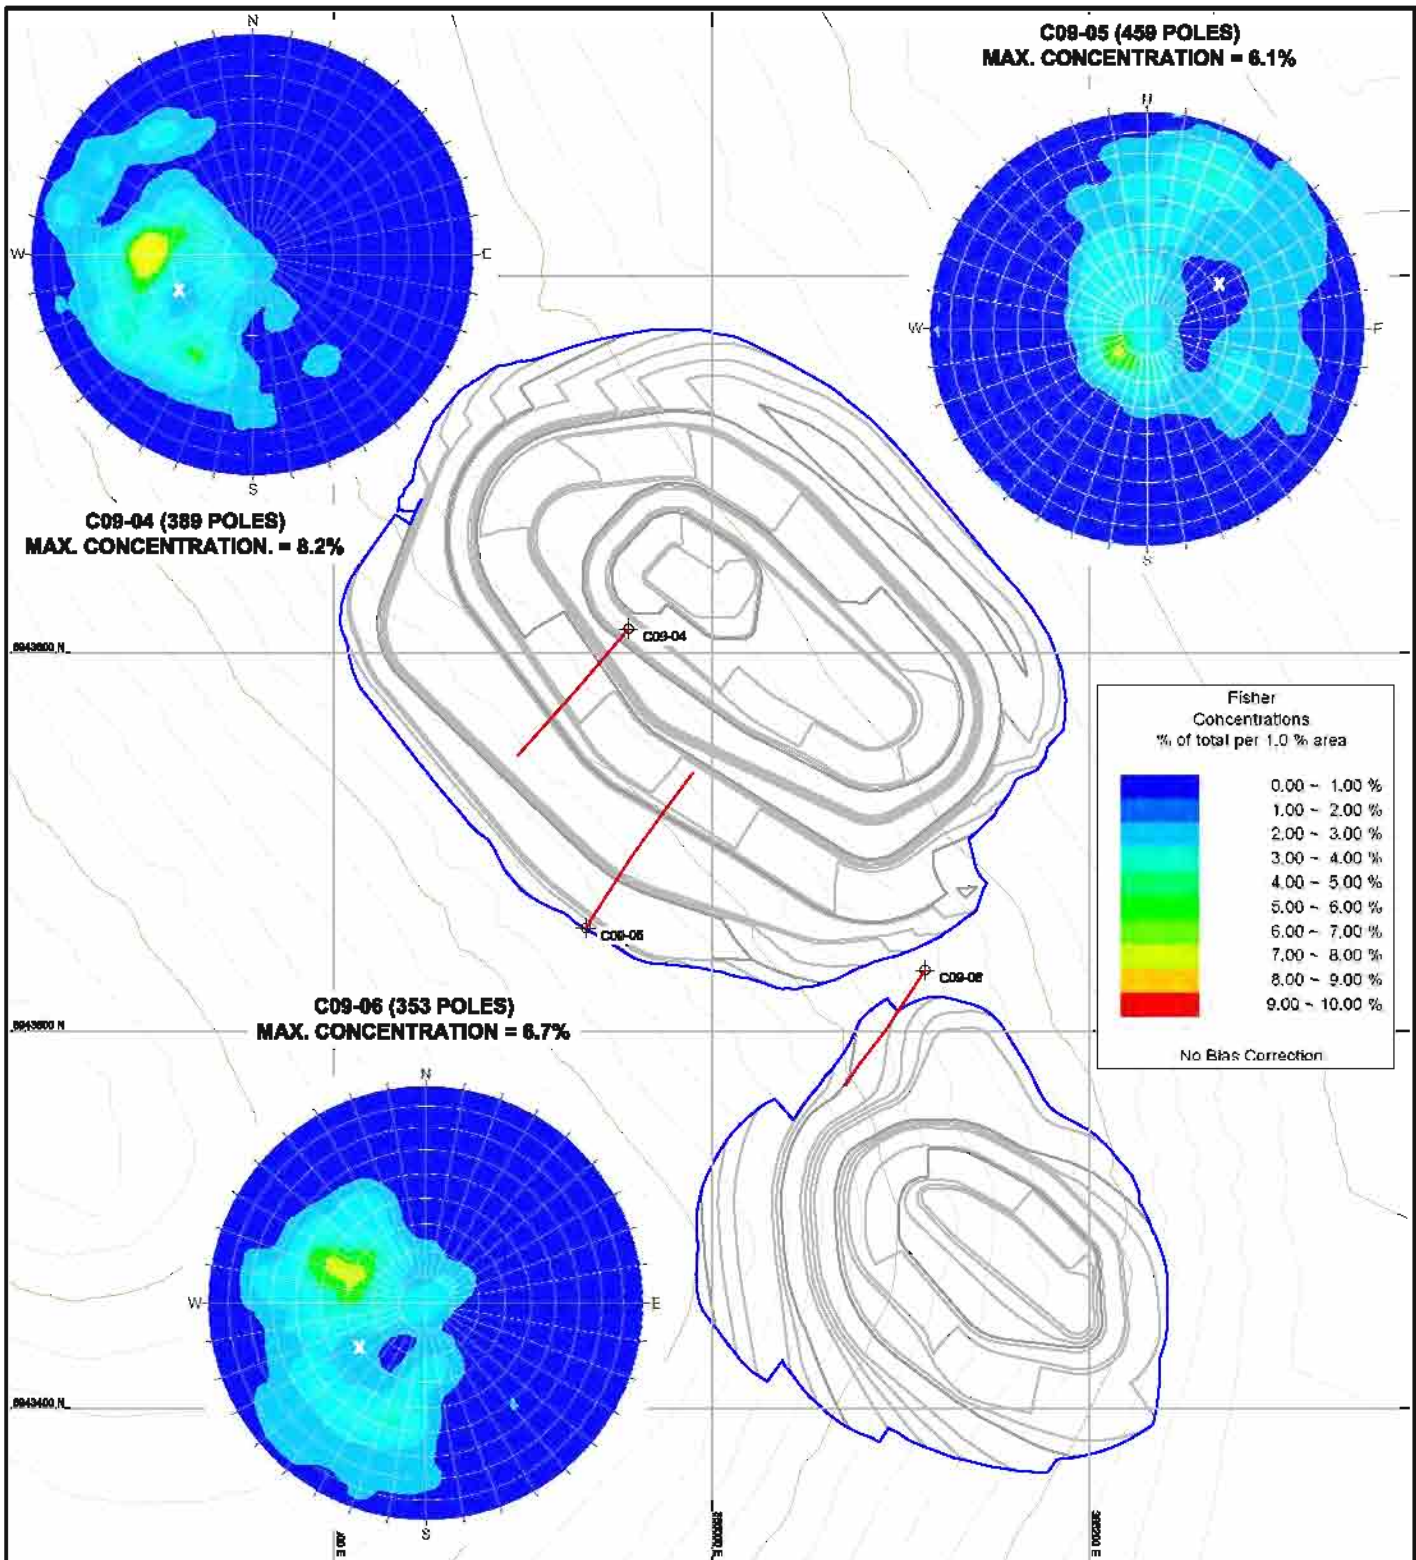 C09-05 (459 POLES)
MAX. CONCENTRATION = 6.1%
N
W
E
S
N
W
E
S
C09-04 (389 POLES)
MAX. CONCENTRATION. = 8.2%
C09-04
Fisher
Concentrations
% of total per 1.0 % area
0.00 ~ 1.00 %
1.00 ~ 2.00 %
2.00 ~ 3.00 %
3.00 ~ 4.00 %
4.00 ~ 5.00 %
5.00 ~ 6.00 %
6.00 ~ 7.00 %
7.00 ~ 8.00 %
8.00 ~ 9.00 %
9.00 ~ 10.00 %
No Bias Correction
C09-05
C09-06
C09-06 (353 POLES)
MAX. CONCENTRATION = 6.7%
N
W
E
S
6943400 N